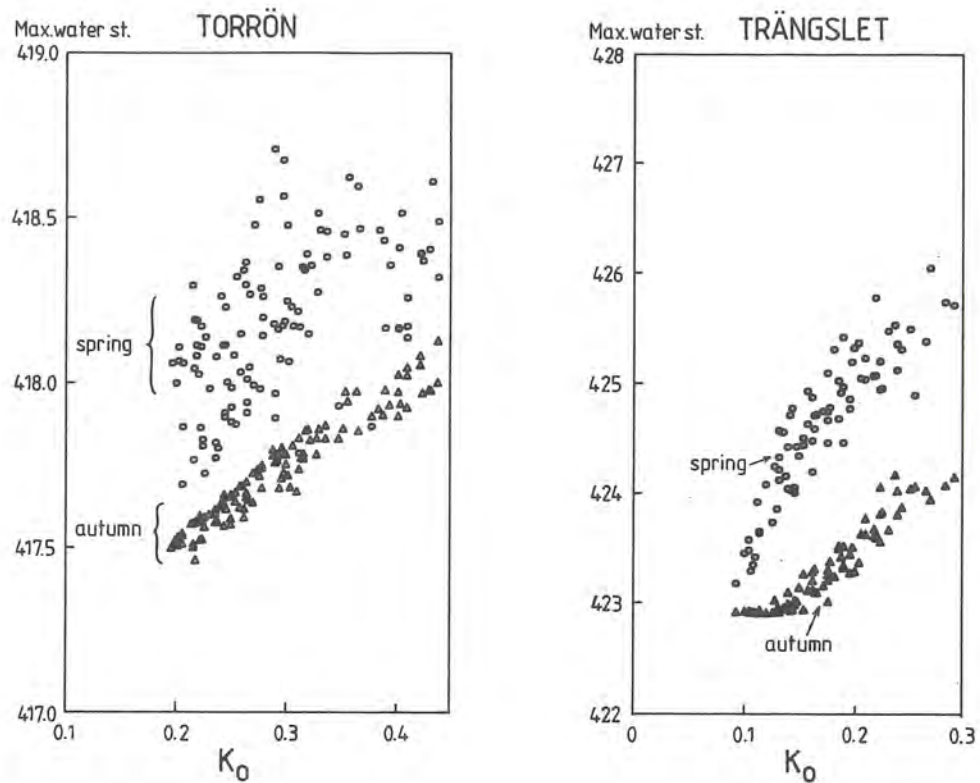 Max.water st. TORRÖN
419.0
418.5
spring
418.0
autumn
417.5
417.0
0.1 0.2 0.3 0.4
K₀
Max.water st. TRÄNGSLET
428
427
426
425
spring
424
423
autumn
422
0 0.1 0.2 0.3
K₀